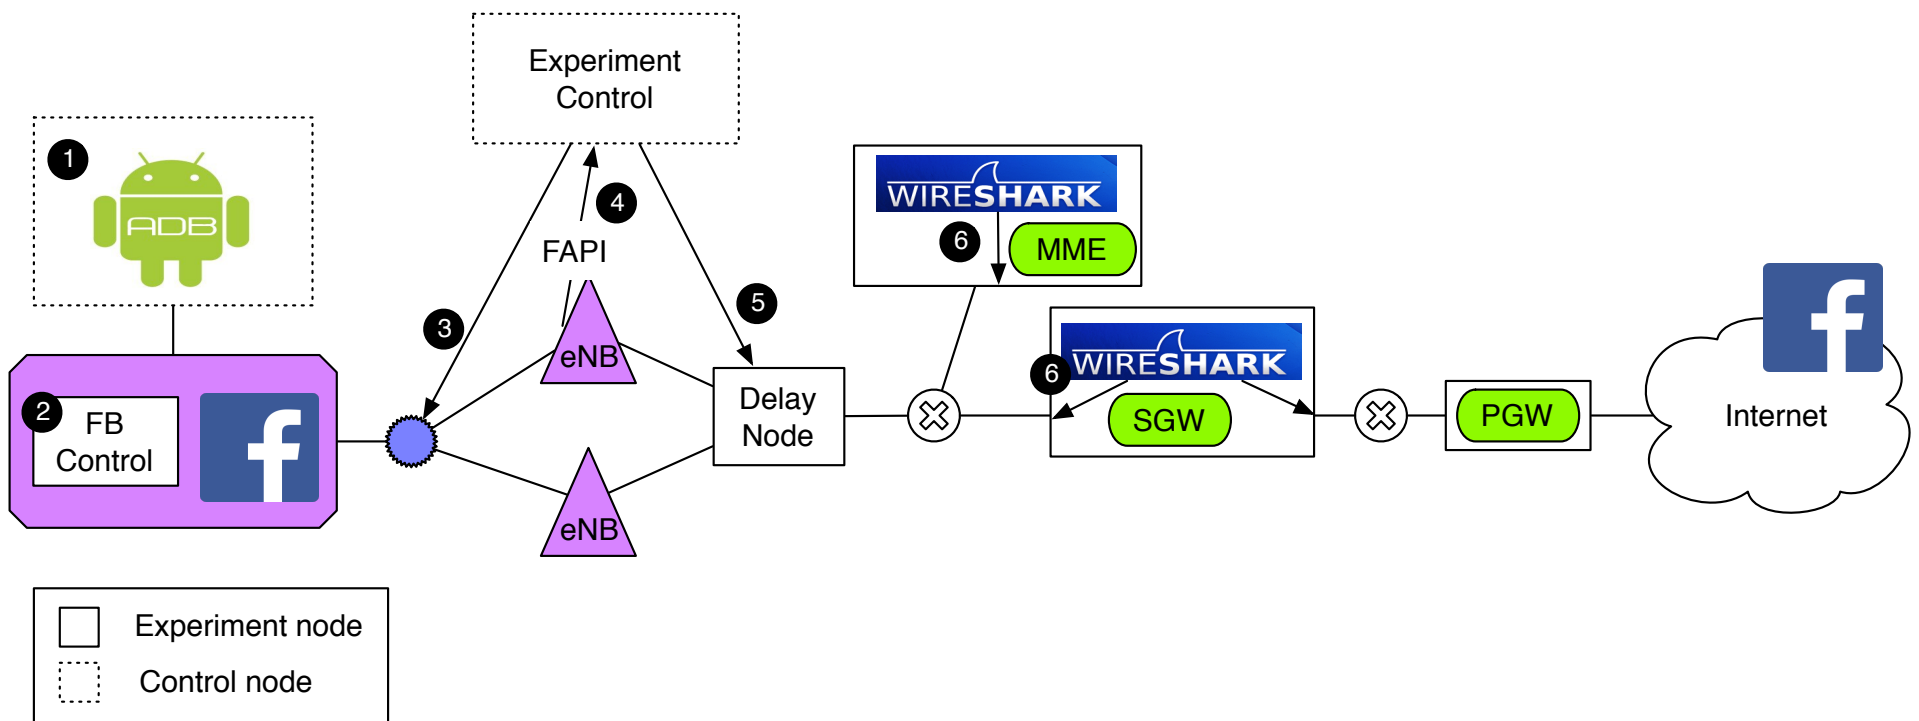 Experiment
Control
1
ADB
4
FAPI
3
5
WIRESHARK
6
MME
eNB
WIRESHARK
6
2
FB
Control
f
Delay
Node
SGW
PGW
Internet
f
eNB
Experiment node
Control node